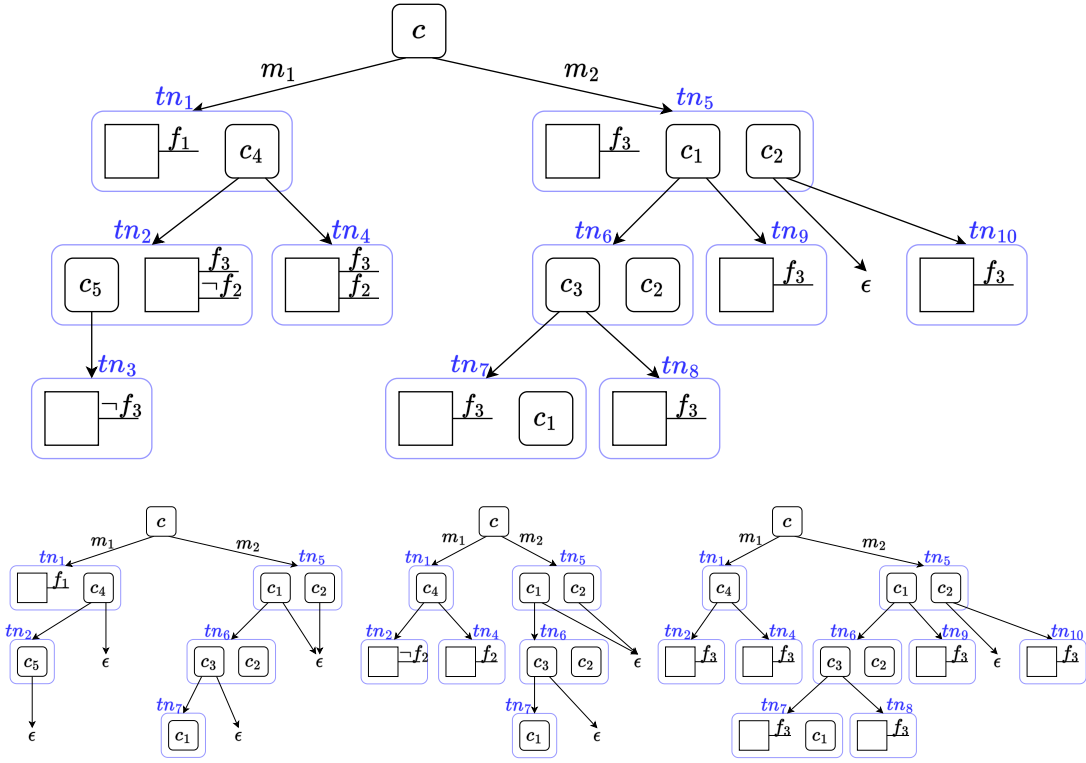 c
m₁ m₂
tn₁ tn₅
f₁ c₄ f₃ c₁ c₂
tn₂ tn₄ tn₆ tn₉ tn₁₀
c₅ f₃ ¬f₂ f₃ f₂ c₃ c₂ f₃ ϵ f₃
tn₃ tn₇ tn₈
¬f₃ f₃ c₁ f₃
c c c
m₁ m₂ m₁ m₂ m₁ m₂
tn₁ tn₅ tn₁ tn₅ tn₁ tn₅
f₁ c₄ c₁ c₂ c₄ c₁ c₂ c₄ c₁ c₂
tn₂ tn₆ tn₂ tn₄ tn₆ tn₂ tn₄ tn₆ tn₉ tn₁₀
c₅ ϵ c₃ c₂ ϵ ¬f₂ f₂ c₃ c₂ ϵ f₃ f₃ c₃ c₂ f₃ ϵ f₃
tn₇ tn₇ tn₇ tn₈
ϵ c₁ ϵ c₁ ϵ f₃ c₁ f₃